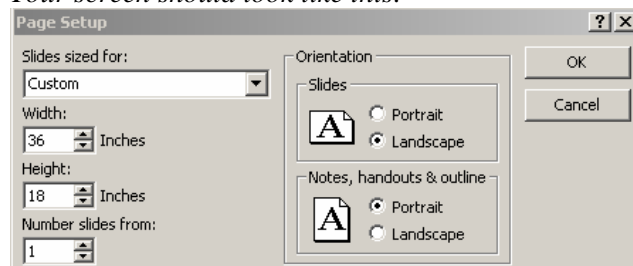 Your screen should look like this:
Page Setup
Slides sized for:
Custom
Width:
36 Inches
Height:
18 Inches
Number slides from:
1
Orientation
Slides
A
Portrait
Landscape
Notes, handouts & outline
A
Portrait
Landscape
OK
Cancel